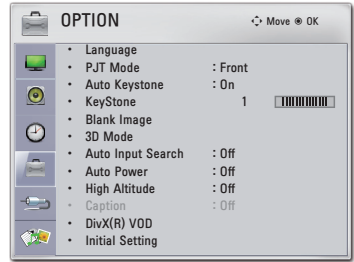 OPTION Move ◉ OK
• Language
• PJT Mode : Front
• Auto Keystone : On
• KeyStone 1
• Blank Image
• 3D Mode
• Auto Input Search : Off
• Auto Power : Off
• High Altitude : Off
• Caption : Off
• DivX(R) VOD
• Initial Setting